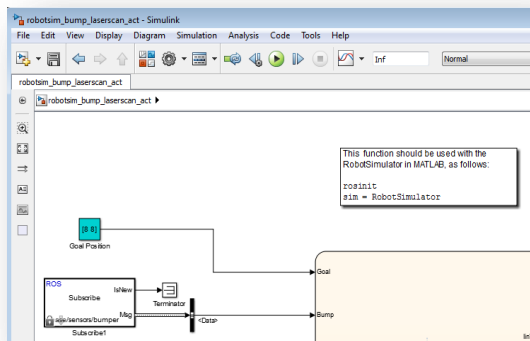 robotsim_bump_laserscan_act - Simulink
File Edit View Display Diagram Simulation Analysis Code Tools Help
Inf Normal
robotsim_bump_laserscan_act
robotsim_bump_laserscan_act
This function should be used with the
RobotSimulator in MATLAB, as follows:
rosinit
sim = RobotSimulator
[8 8]
Goal Position
Goal
ROS
IsNew
Subscribe
Terminator
Msg
/sensors/bumper
<Data>
Bump
Subscribe1